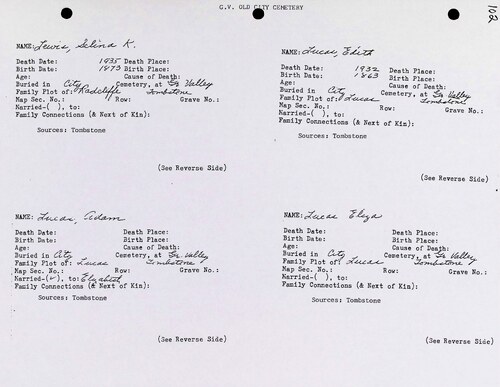 G.V. OLD CITY CEMETERY
102
NAME: Lewis, Selina K.
Death Date: 1935 Death Place:
Birth Date: 1873 Birth Place:
Age: Cause of Death:
Buried in City Cemetery, at Gr Valley
Family Plot of: Radcliffe Tombstone
Map Sec. No.: Row: Grave No.:
Married-( ), to:
Family Connections (& Next of Kin):
Sources: Tombstone
(See Reverse Side)
NAME: Lucas, Edith
Death Date: 1932 Death Place:
Birth Date: 1863 Birth Place:
Age: Cause of Death:
Buried in City Cemetery, at Gr Valley
Family Plot of: Lucas Tombstone
Map Sec. No.: Row: Grave No.:
Married-( ), to:
Family Connections (& Next of Kin):
Sources: Tombstone
(See Reverse Side)
NAME: Lucas, Adam
Death Date: Death Place:
Birth Date: Birth Place:
Age: Cause of Death:
Buried in City Cemetery, at Gr Valley
Family Plot of: Lucas Tombstone
Map Sec. No.: Row: Grave No.:
Married-(✓), to: Elizabeth
Family Connections (& Next of Kin):
Sources: Tombstone
(See Reverse Side)
NAME: Lucas Eliza
Death Date: Death Place:
Birth Date: Birth Place:
Age: Cause of Death:
Buried in City Cemetery, at Gr Valley
Family Plot of: Lucas Tombstone
Map Sec. No.: Row: Grave No.:
Married-( ), to:
Family Connections (& Next of Kin):
Sources: Tombstone
(See Reverse Side)